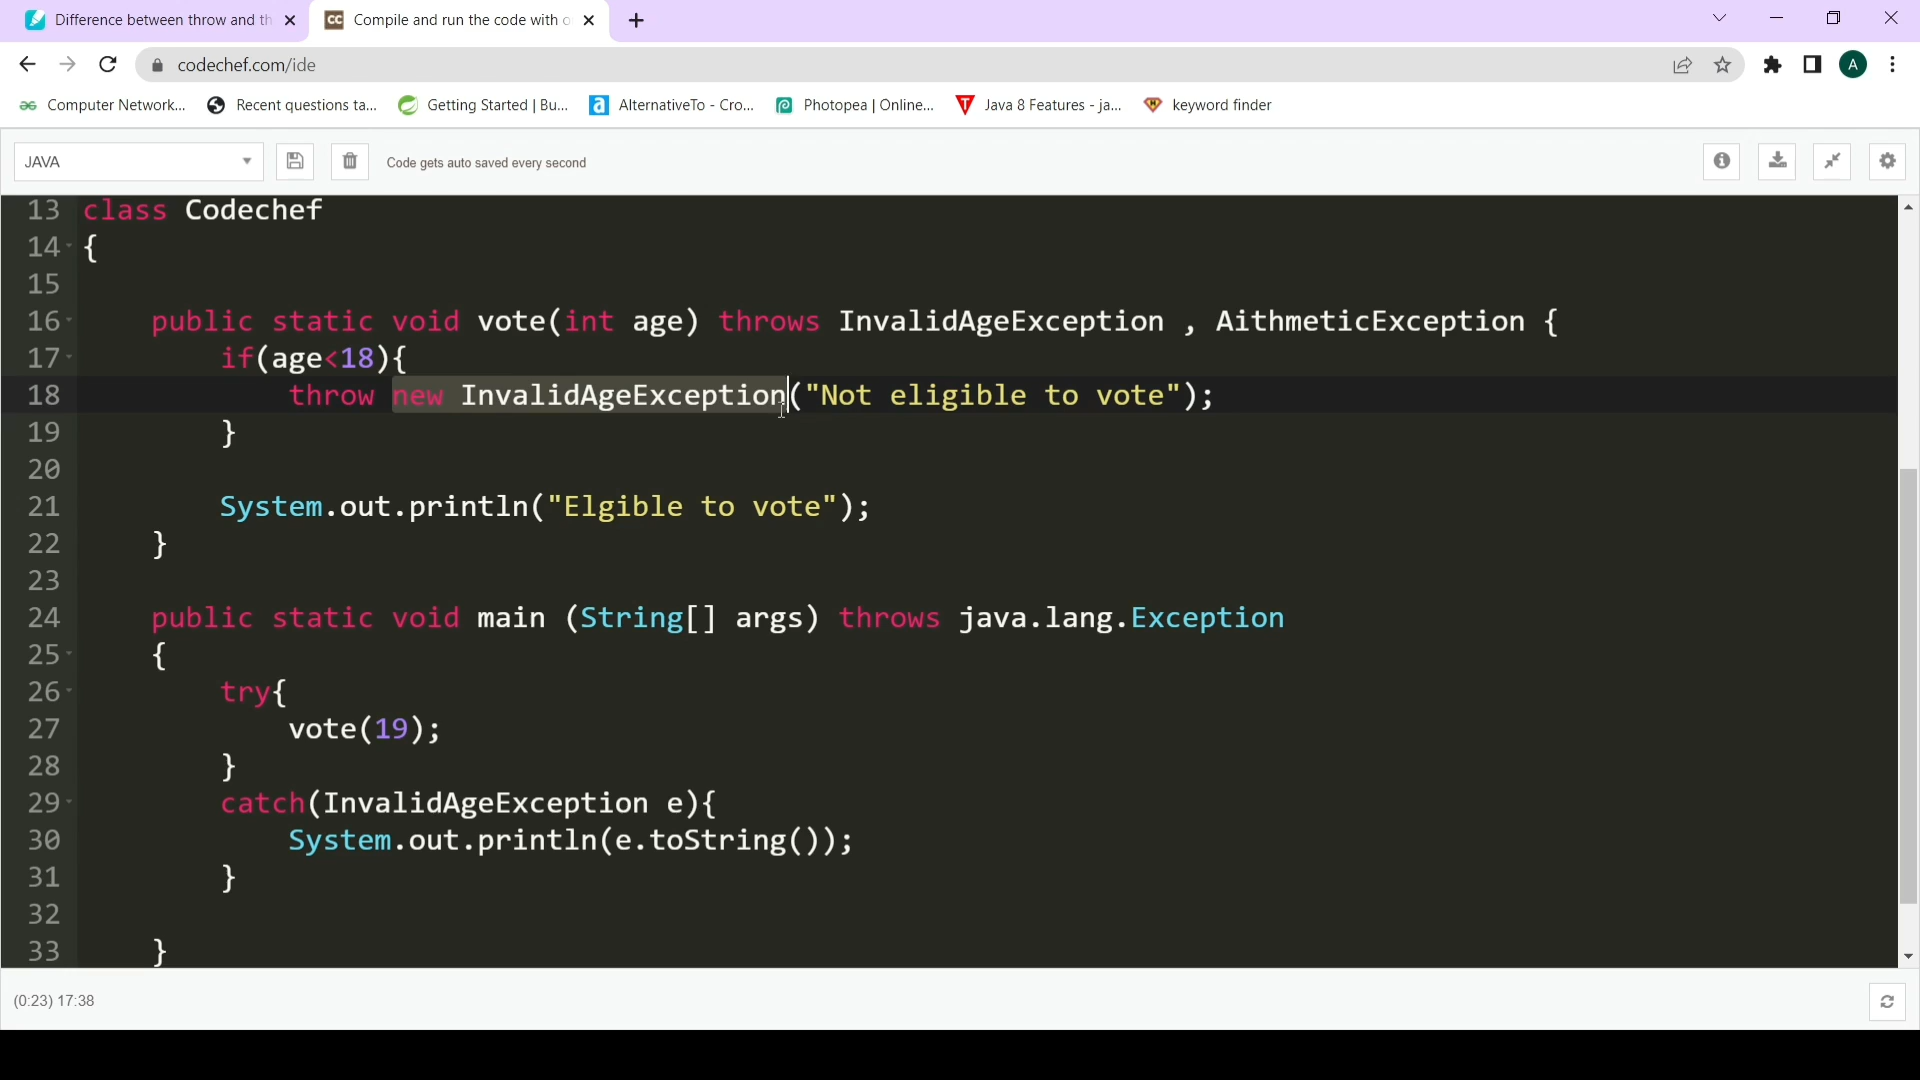 Difference between throw and th
Compile and run the code with o
codechef.com/ide
A
Computer Network...
Recent questions ta...
Getting Started | Bu...
AlternativeTo - Cro...
Photopea | Online...
Java 8 Features - ja...
keyword finder
JAVA
Code gets auto saved every second
13 class Codechef
14 {
15
16 public static void vote(int age) throws InvalidAgeException , AithmeticException {
17 if(age<18){
18 throw new InvalidAgeException("Not eligible to vote");
19 }
20
21 System.out.println("Elgible to vote");
22 }
23
24 public static void main (String[] args) throws java.lang.Exception
25 {
26 try{
27 vote(19);
28 }
29 catch(InvalidAgeException e){
30 System.out.println(e.toString());
31 }
32
33 }
(0:23) 17:38